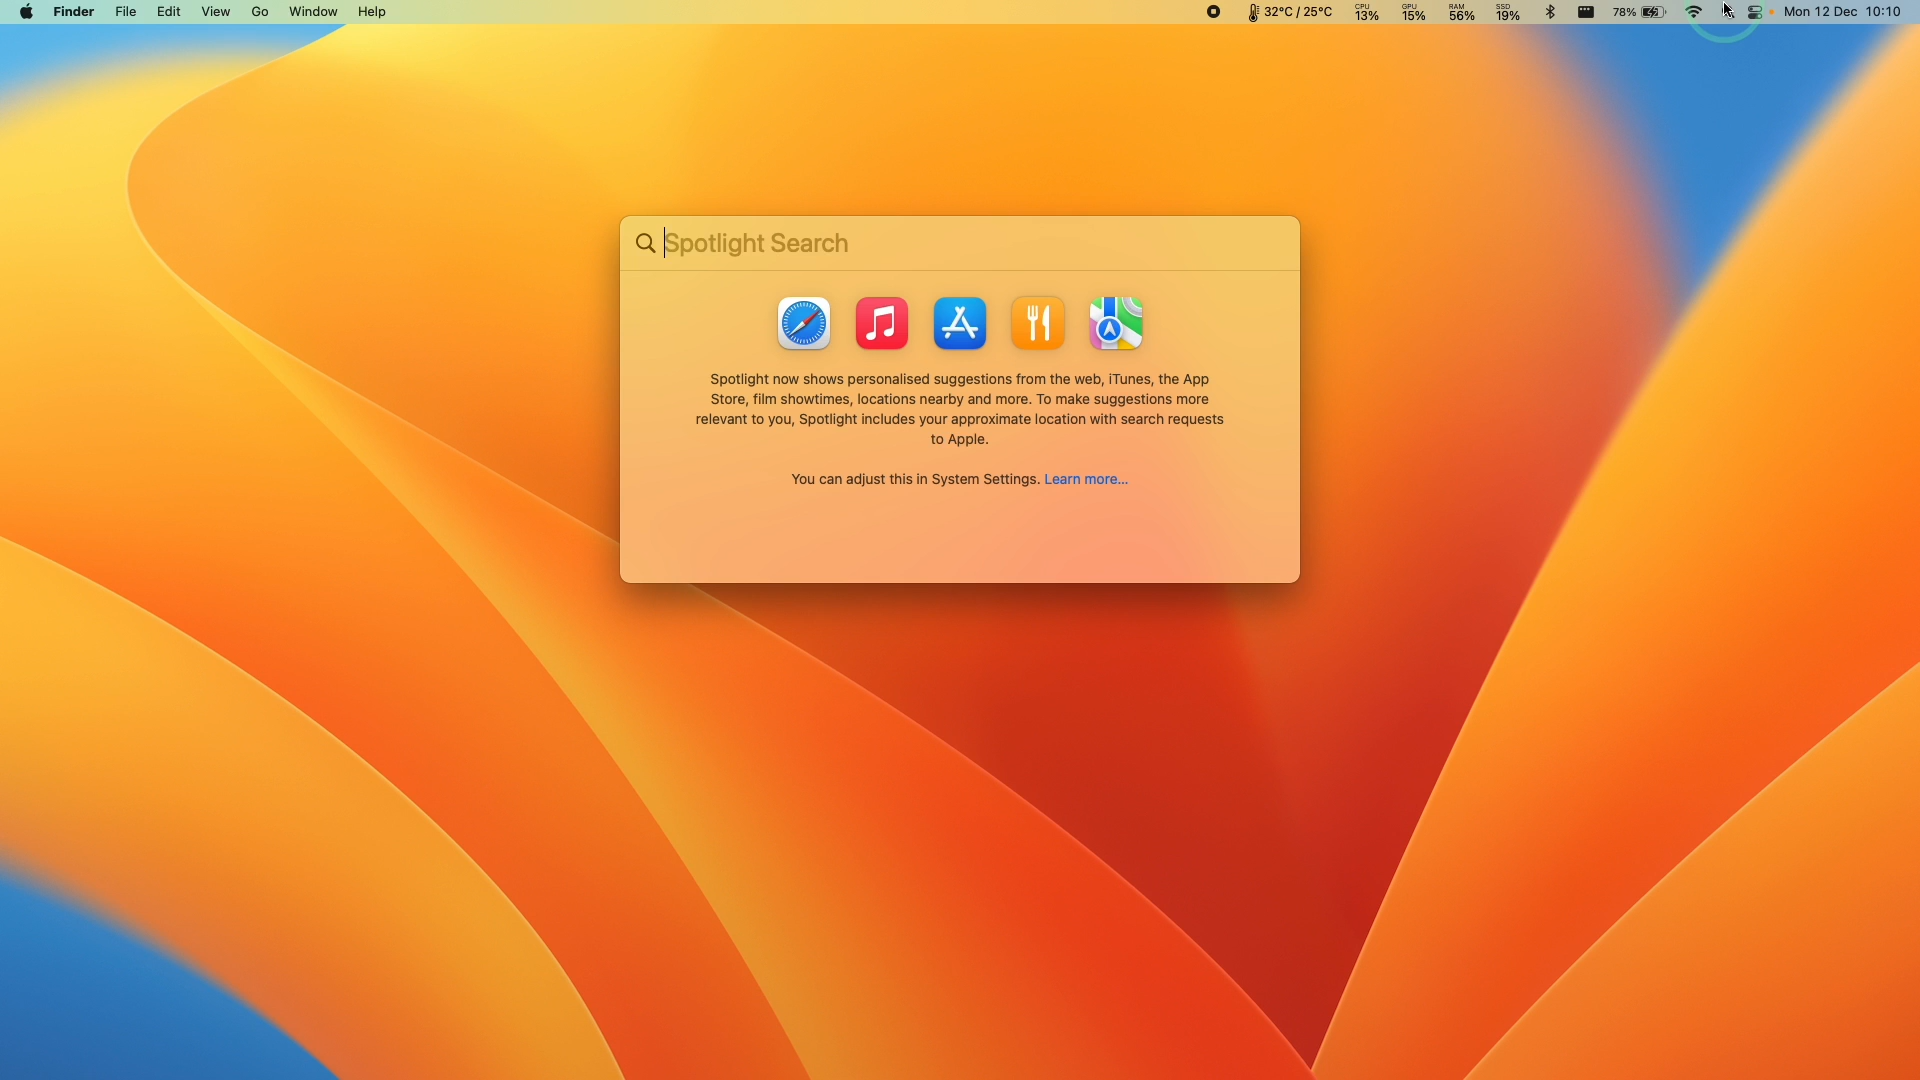 Finder File Edit View Go Window Help 32°C / 25°C CPU 13% GPU 15% RAM 56% SSD 19% 78% Mon 12 Dec 10:10
Spotlight Search
Spotlight now shows personalised suggestions from the web, iTunes, the App
Store, film showtimes, locations nearby and more. To make suggestions more
relevant to you, Spotlight includes your approximate location with search requests
to Apple.
You can adjust this in System Settings. Learn more...